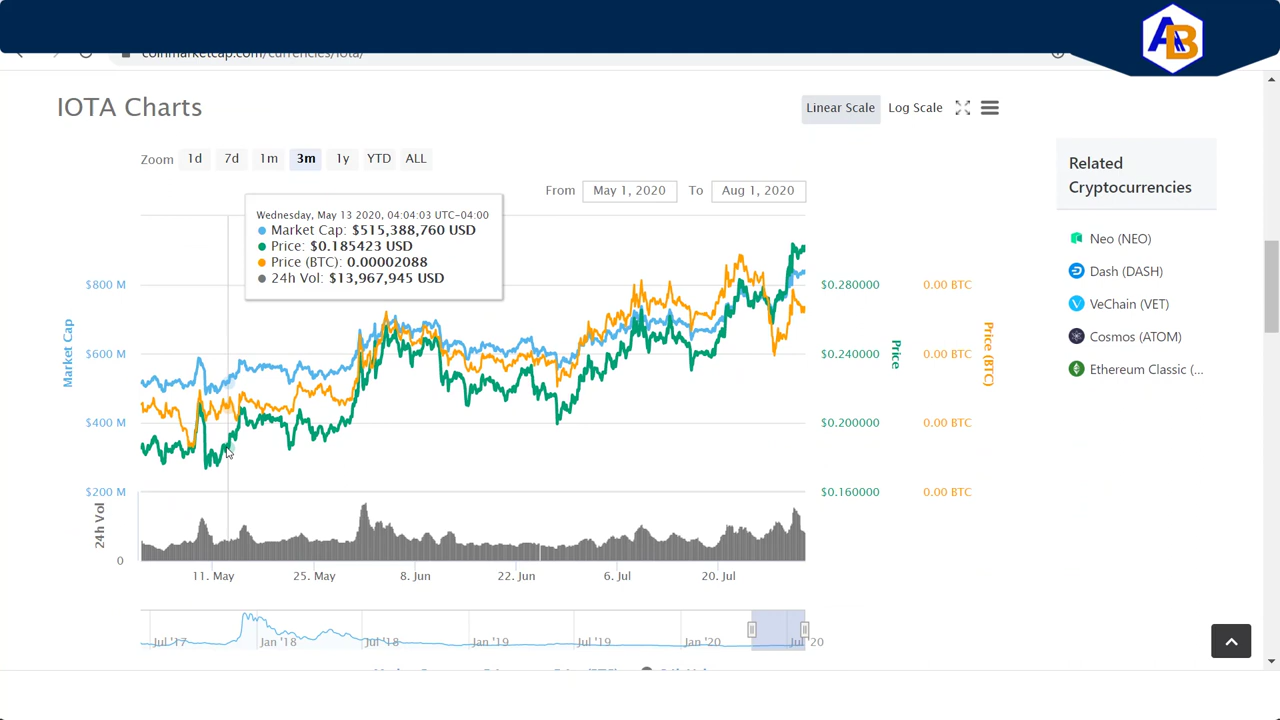 AB
coinmarketcap.com/currencies/iota/
IOTA Charts
Linear Scale
Log Scale
Zoom 1d 7d 1m 3m 1y YTD ALL
From May 1, 2020 To Aug 1, 2020
Wednesday, May 13 2020, 04:04:03 UTC-04:00
Market Cap: $515,388,760 USD
Price: $0.185423 USD
Price (BTC): 0.00002088
24h Vol: $13,967,945 USD
Related
Cryptocurrencies
Neo (NEO)
Dash (DASH)
VeChain (VET)
Cosmos (ATOM)
Ethereum Classic (...
$800 M $0.280000 0.00 BTC
$600 M $0.240000 0.00 BTC
$400 M $0.200000 0.00 BTC
$200 M $0.160000 0.00 BTC
Market Cap
Price
Price (BTC)
24h Vol
0
11. May 25. May 8. Jun 22. Jun 6. Jul 20. Jul
Jul '17 Jan '18 Jul '18 Jan '19 Jul '19 Jan '20 Jul '20